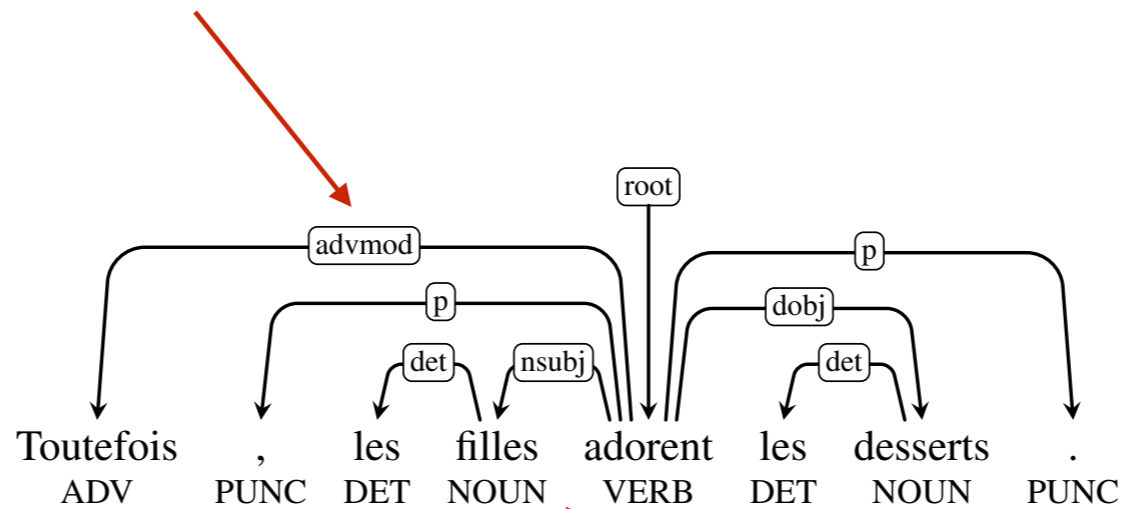 root
advmod
p
p
dobj
det
nsubj
det
Toutefois , les filles adorent les desserts .
ADV PUNC DET NOUN VERB DET NOUN PUNC